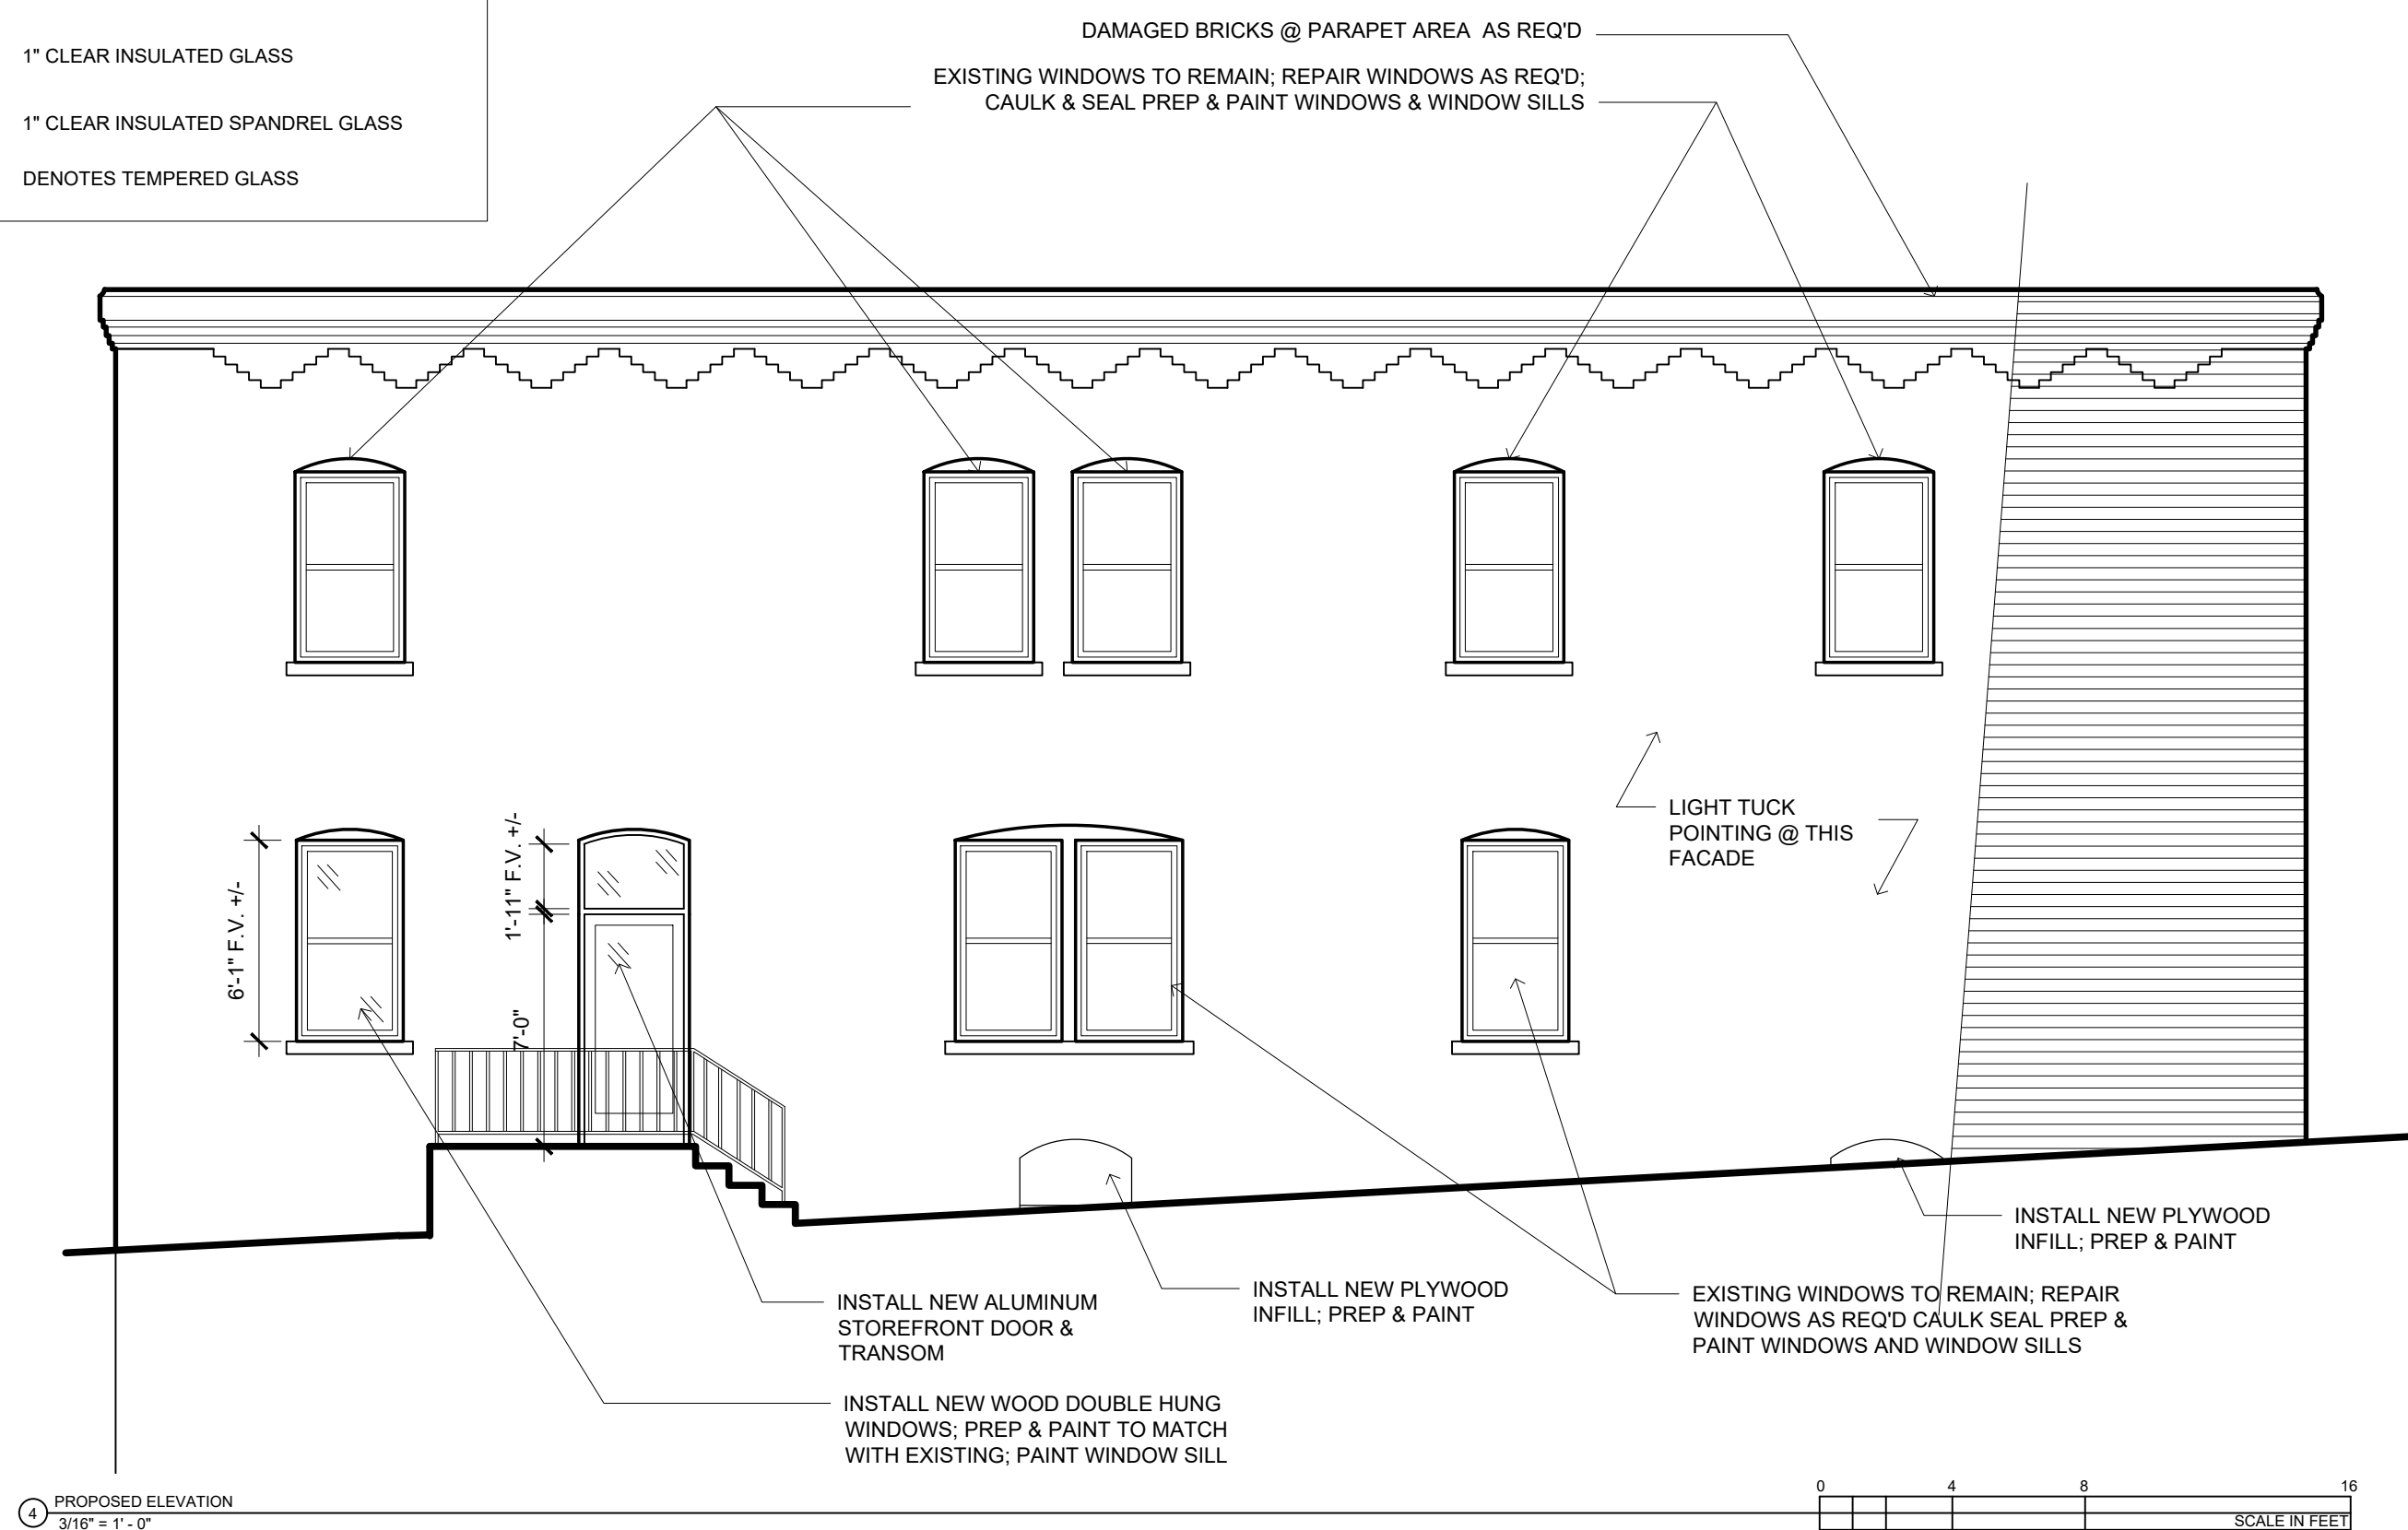 1" CLEAR INSULATED GLASS
1" CLEAR INSULATED SPANDREL GLASS
DENOTES TEMPERED GLASS
DAMAGED BRICKS @ PARAPET AREA AS REQ'D
EXISTING WINDOWS TO REMAIN; REPAIR WINDOWS AS REQ'D;
CAULK & SEAL PREP & PAINT WINDOWS & WINDOW SILLS
LIGHT TUCK
POINTING @ THIS
FACADE
6'-1" F.V. +/-
1'-11" F.V. +/-
7'-0"
INSTALL NEW PLYWOOD
INFILL; PREP & PAINT
INSTALL NEW ALUMINUM
STOREFRONT DOOR &
TRANSOM
INSTALL NEW PLYWOOD
INFILL; PREP & PAINT
EXISTING WINDOWS TO REMAIN; REPAIR
WINDOWS AS REQ'D CAULK SEAL PREP &
PAINT WINDOWS AND WINDOW SILLS
INSTALL NEW WOOD DOUBLE HUNG
WINDOWS; PREP & PAINT TO MATCH
WITH EXISTING; PAINT WINDOW SILL
4
PROPOSED ELEVATION
3/16" = 1' - 0"
0 4 8 16
SCALE IN FEET